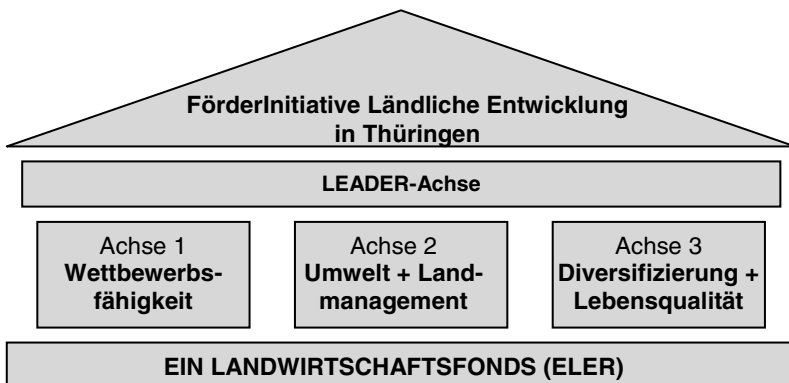 FörderInitiative Ländliche Entwicklung
in Thüringen
LEADER-Achse
Achse 1
Wettbewerbs-
fähigkeit
Achse 2
Umwelt + Land-
management
Achse 3
Diversifizierung +
Lebensqualität
EIN LANDWIRTSCHAFTSFONDS (ELER)